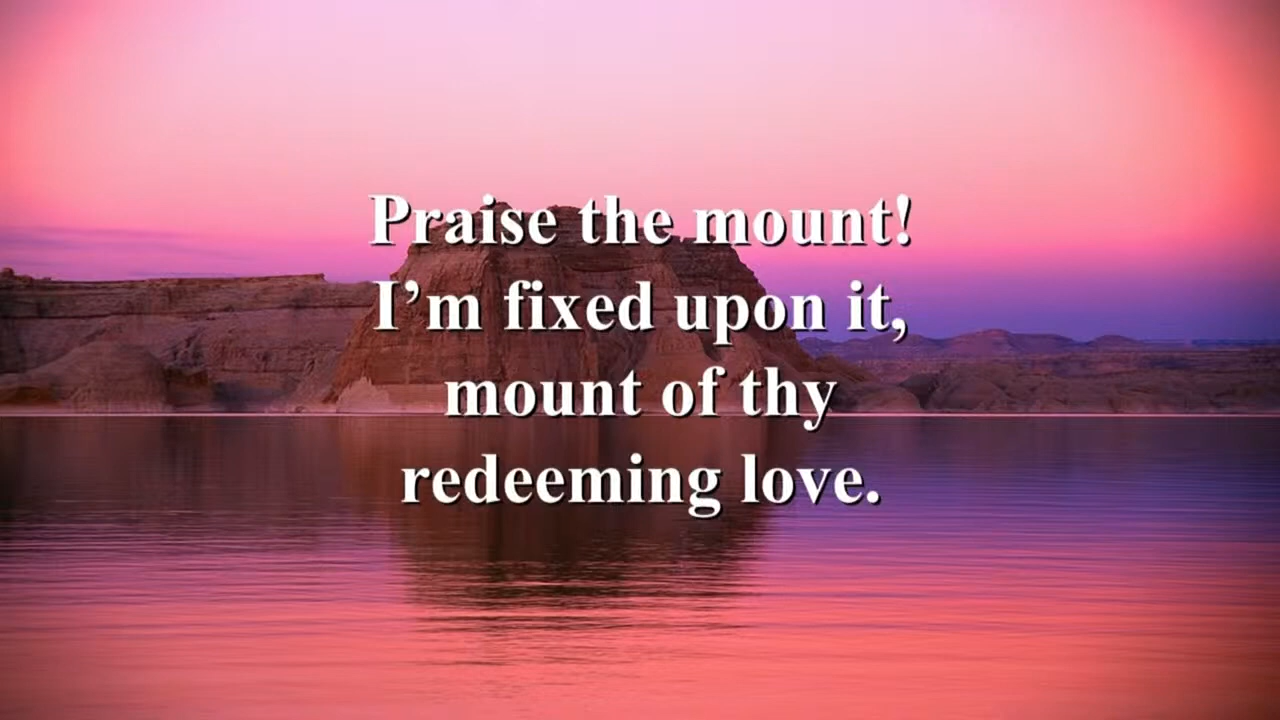 Praise the mount!
I’m fixed upon it,
mount of thy
redeeming love.